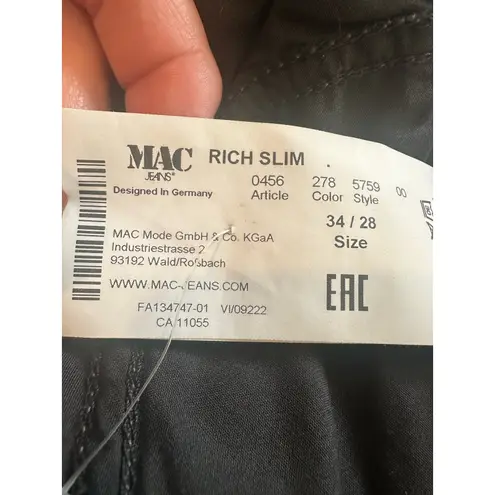 MAC RICH SLIM
JEANS®
Designed In Germany
0456 278 5759 00
Article Color Style
34 / 28
Size
MAC Mode GmbH & Co. KGaA
Industriestrasse 2
93192 Wald/Roßbach
WWW.MAC-JEANS.COM
EAC
FA134747-01 VI/09222
CA 11055